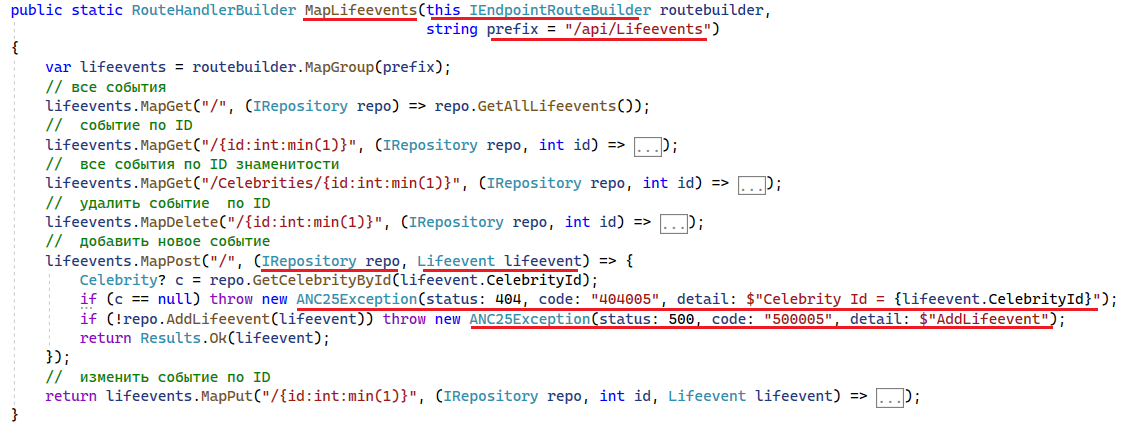 public static RouteHandlerBuilder MapLifeevents(this IEndpointRouteBuilder routebuilder,
string prefix = "/api/Lifeevents")
{
var lifeevents = routebuilder.MapGroup(prefix);
// все события
lifeevents.MapGet("/", (IRepository repo) => repo.GetAllLifeevents());
// событие по ID
lifeevents.MapGet("/{id:int:min(1)}", (IRepository repo, int id) => ...);
// все события по ID знаменитости
lifeevents.MapGet("/Celebrities/{id:int:min(1)}", (IRepository repo, int id) => ...);
// удалить событие по ID
lifeevents.MapDelete("/{id:int:min(1)}", (IRepository repo, int id) => ...);
// добавить новое событие
lifeevents.MapPost("/", (IRepository repo, Lifeevent lifeevent) => {
Celebrity? c = repo.GetCelebrityById(lifeevent.CelebrityId);
if (c == null) throw new ANC25Exception(status: 404, code: "404005", detail: $"Celebrity Id = {lifeevent.CelebrityId}");
if (!repo.AddLifeevent(lifeevent)) throw new ANC25Exception(status: 500, code: "500005", detail: $"AddLifeevent");
return Results.Ok(lifeevent);
});
// изменить событие по ID
return lifeevents.MapPut("/{id:int:min(1)}", (IRepository repo, int id, Lifeevent lifeevent) => ...);
}